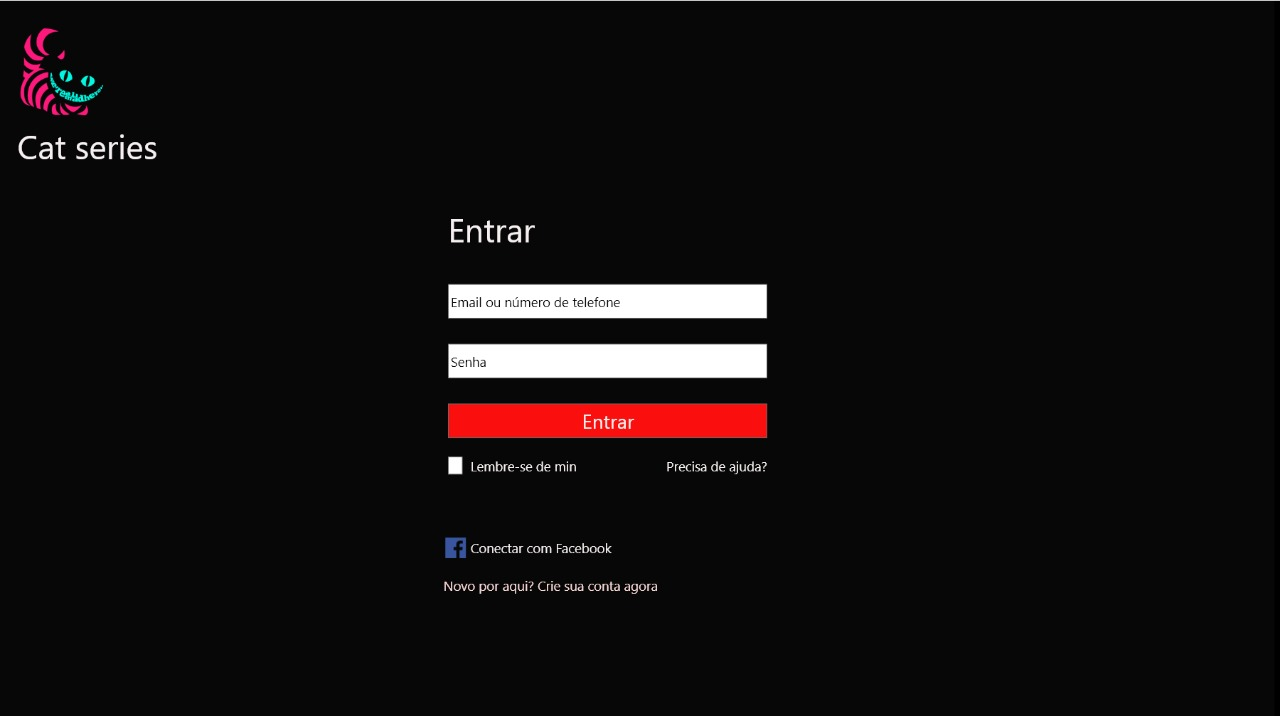 Cat series
Entrar
Email ou número de telefone
Senha
Entrar
Lembre-se de min
Precisa de ajuda?
Conectar com Facebook
Novo por aqui? Crie sua conta agora